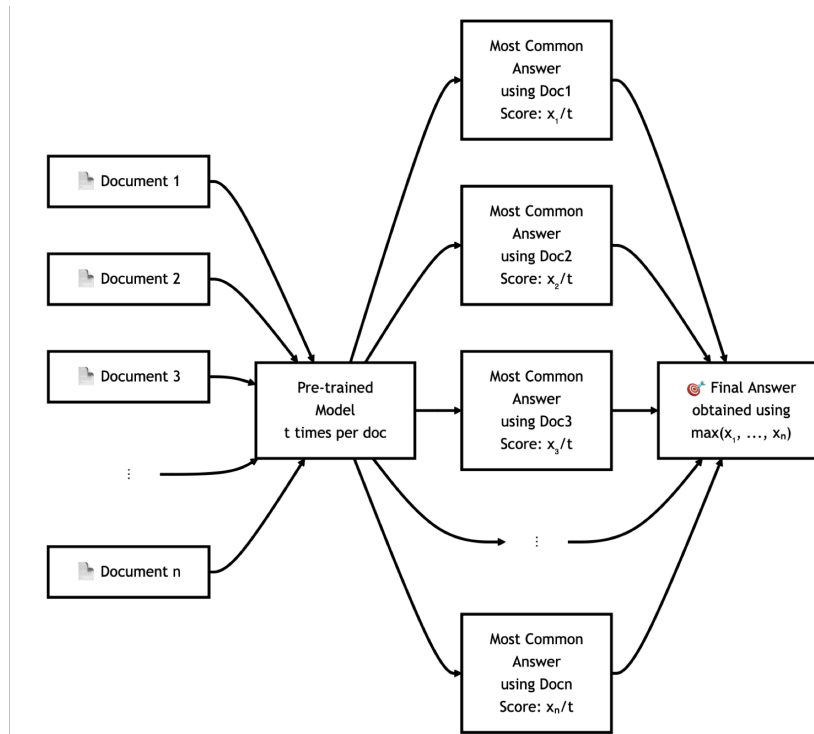 Document 1
Document 2
Document 3
⋮
Document n
Pre-trained
Model
t times per doc
Most Common
Answer
using Doc1
Score: x₁/t
Most Common
Answer
using Doc2
Score: x₂/t
Most Common
Answer
using Doc3
Score: x₃/t
⋮
Most Common
Answer
using Docn
Score: xₙ/t
🎯 Final Answer
obtained using
max(x₁, ..., xₙ)